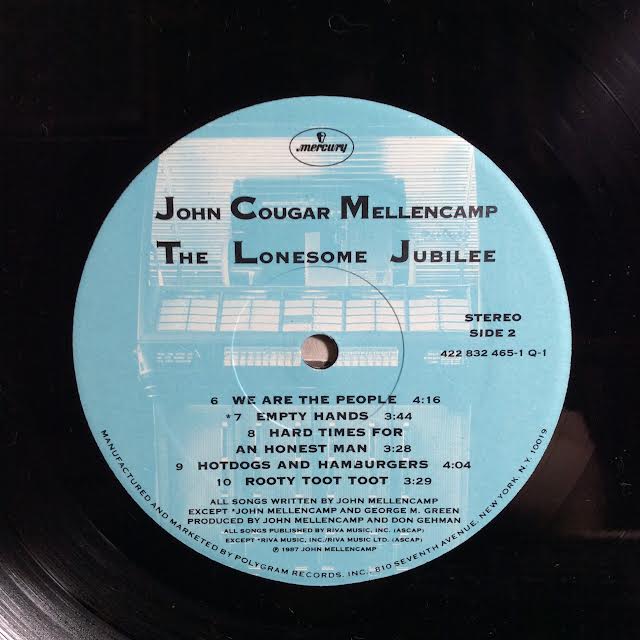 mercury
JOHN COUGAR MELLENCAMP
THE LONESOME JUBILEE
STEREO
SIDE 2
422 832 465-1 Q-1
6 WE ARE THE PEOPLE 4:16
*7 EMPTY HANDS 3:44
8 HARD TIMES FOR
AN HONEST MAN 3:28
9 HOTDOGS AND HAMBURGERS 4:04
10 ROOTY TOOT TOOT 3:29
ALL SONGS WRITTEN BY JOHN MELLENCAMP
EXCEPT *JOHN MELLENCAMP AND GEORGE M. GREEN
PRODUCED BY JOHN MELLENCAMP AND DON GEHMAN
ALL SONGS PUBLISHED BY RIVA MUSIC, INC. (ASCAP)
EXCEPT *RIVA MUSIC, INC./RIVA MUSIC LTD. (ASCAP)
℗ 1987 JOHN MELLENCAMP
MANUFACTURED AND MARKETED BY POLYGRAM RECORDS, INC., 810 SEVENTH AVENUE, NEW YORK, N.Y. 10019